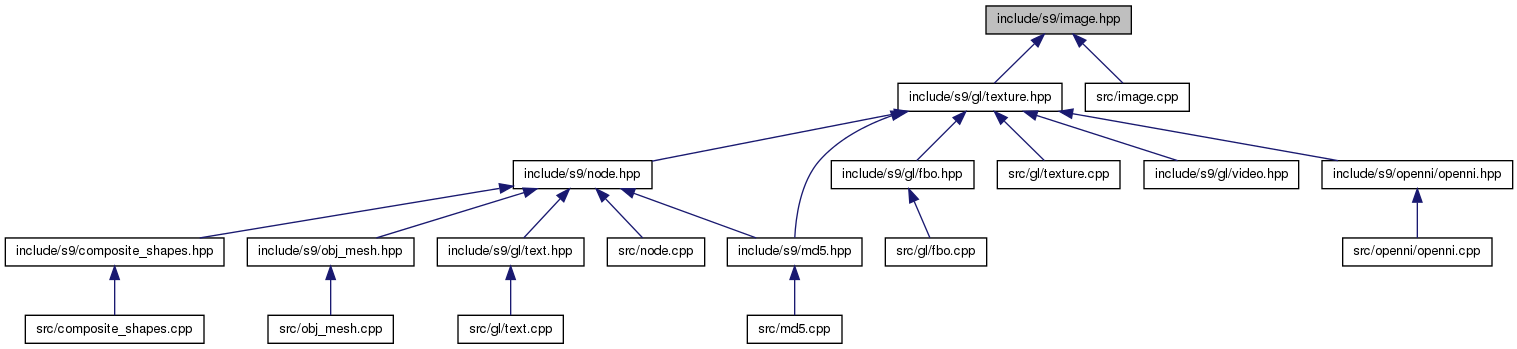 include/s9/image.hpp
include/s9/gl/texture.hpp
src/image.cpp
include/s9/node.hpp
include/s9/gl/fbo.hpp
src/gl/texture.cpp
include/s9/gl/video.hpp
include/s9/openni/openni.hpp
include/s9/composite_shapes.hpp
include/s9/obj_mesh.hpp
include/s9/gl/text.hpp
src/node.cpp
include/s9/md5.hpp
src/gl/fbo.cpp
src/openni/openni.cpp
src/composite_shapes.cpp
src/obj_mesh.cpp
src/gl/text.cpp
src/md5.cpp